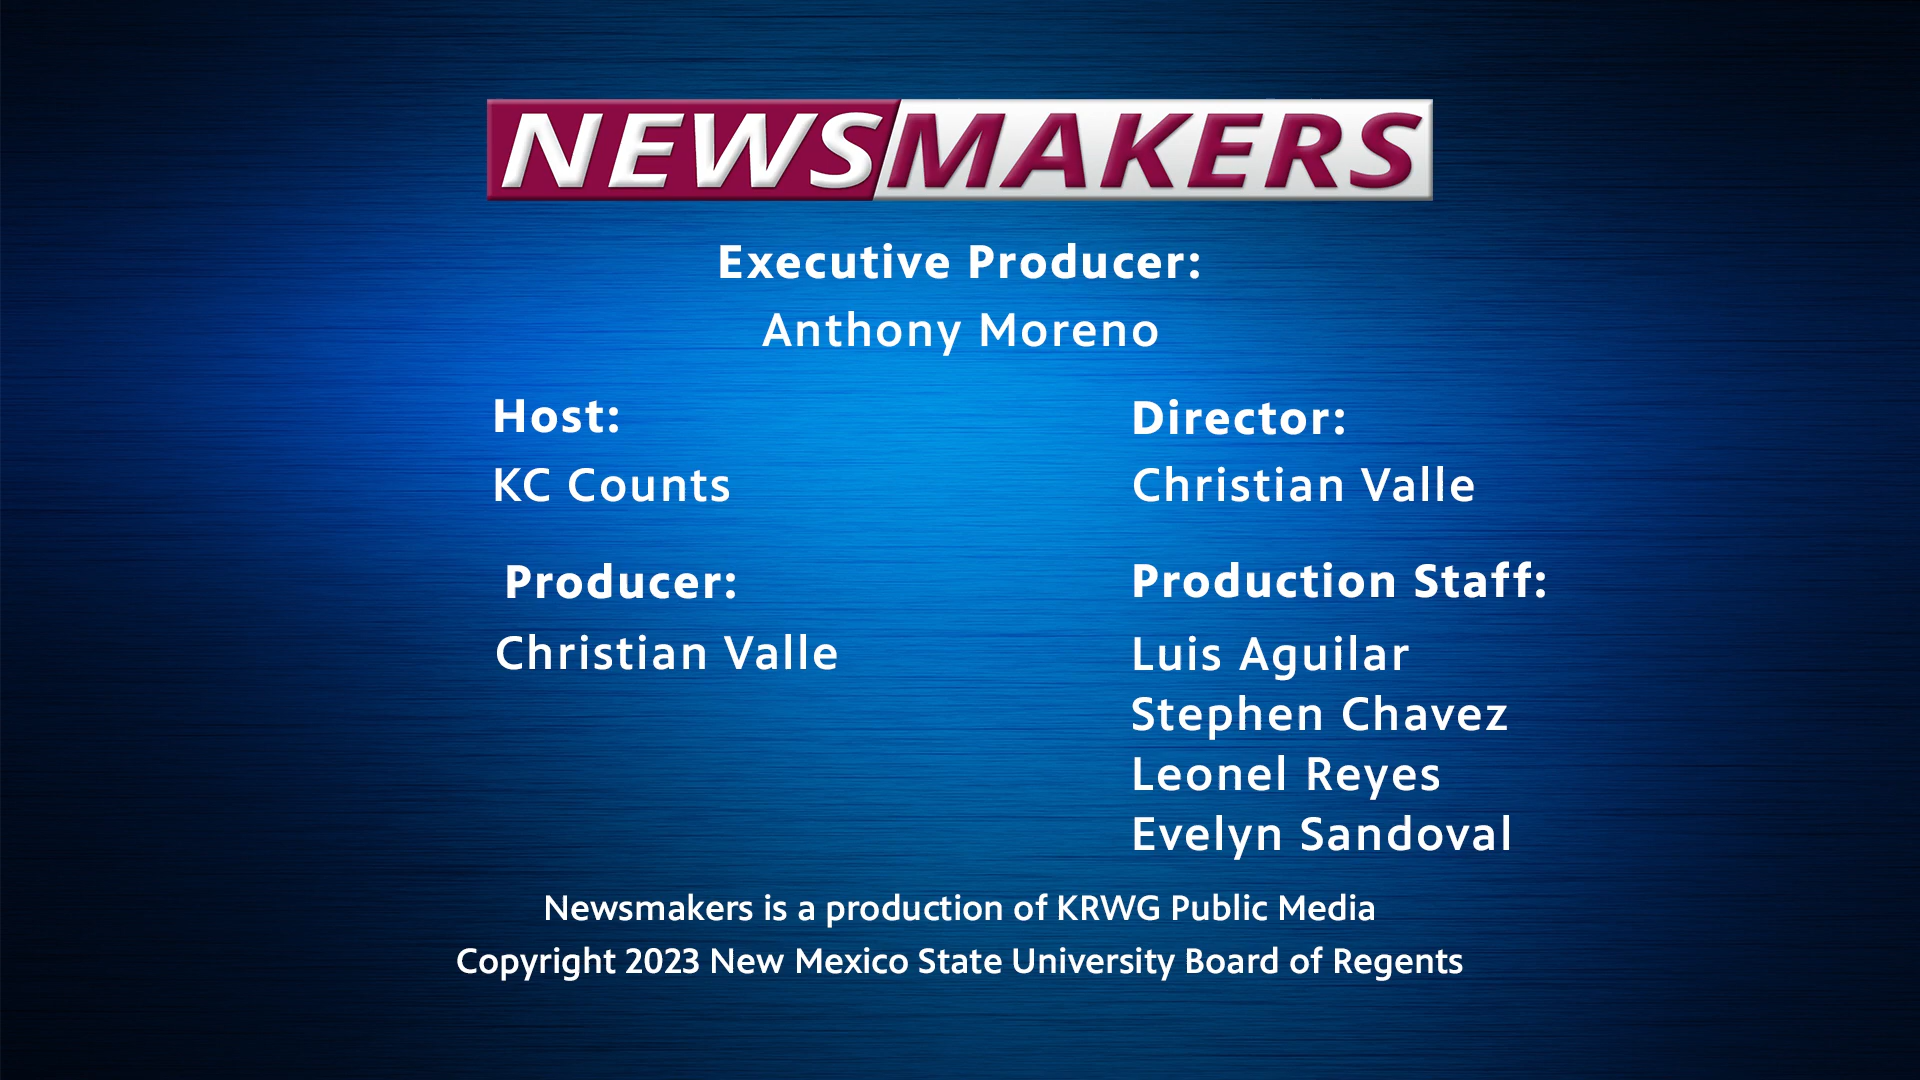 NEWSMAKERS
Executive Producer:
Anthony Moreno
Host:
KC Counts
Director:
Christian Valle
Producer:
Christian Valle
Production Staff:
Luis Aguilar
Stephen Chavez
Leonel Reyes
Evelyn Sandoval
Newsmakers is a production of KRWG Public Media
Copyright 2023 New Mexico State University Board of Regents